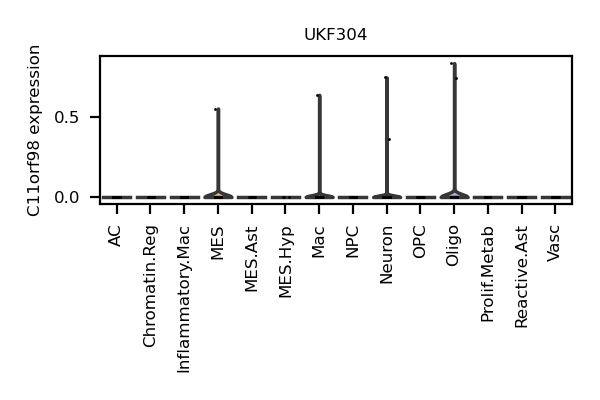 UKF304
C11orf98 expression
0.5
0.0
AC
Chromatin.Reg
Inflammatory.Mac
MES
MES.Ast
MES.Hyp
Mac
NPC
Neuron
OPC
Oligo
Prolif.Metab
Reactive.Ast
Vasc